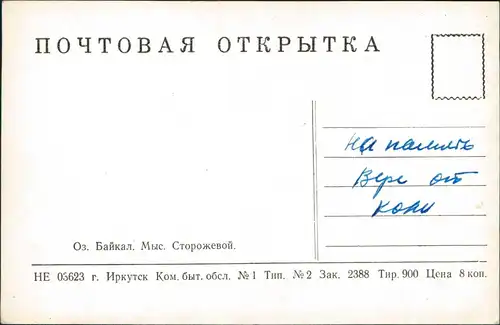 ПОЧТОВАЯ ОТКРЫТКА
На память
Вере от
Коли
Оз. Байкал. Мыс. Сторожевой.
НЕ 05623 г. Иркутск Ком. быт. обсл. №1 Тип. №2 Зак. 2388 Тир. 900 Цена 8 коп.